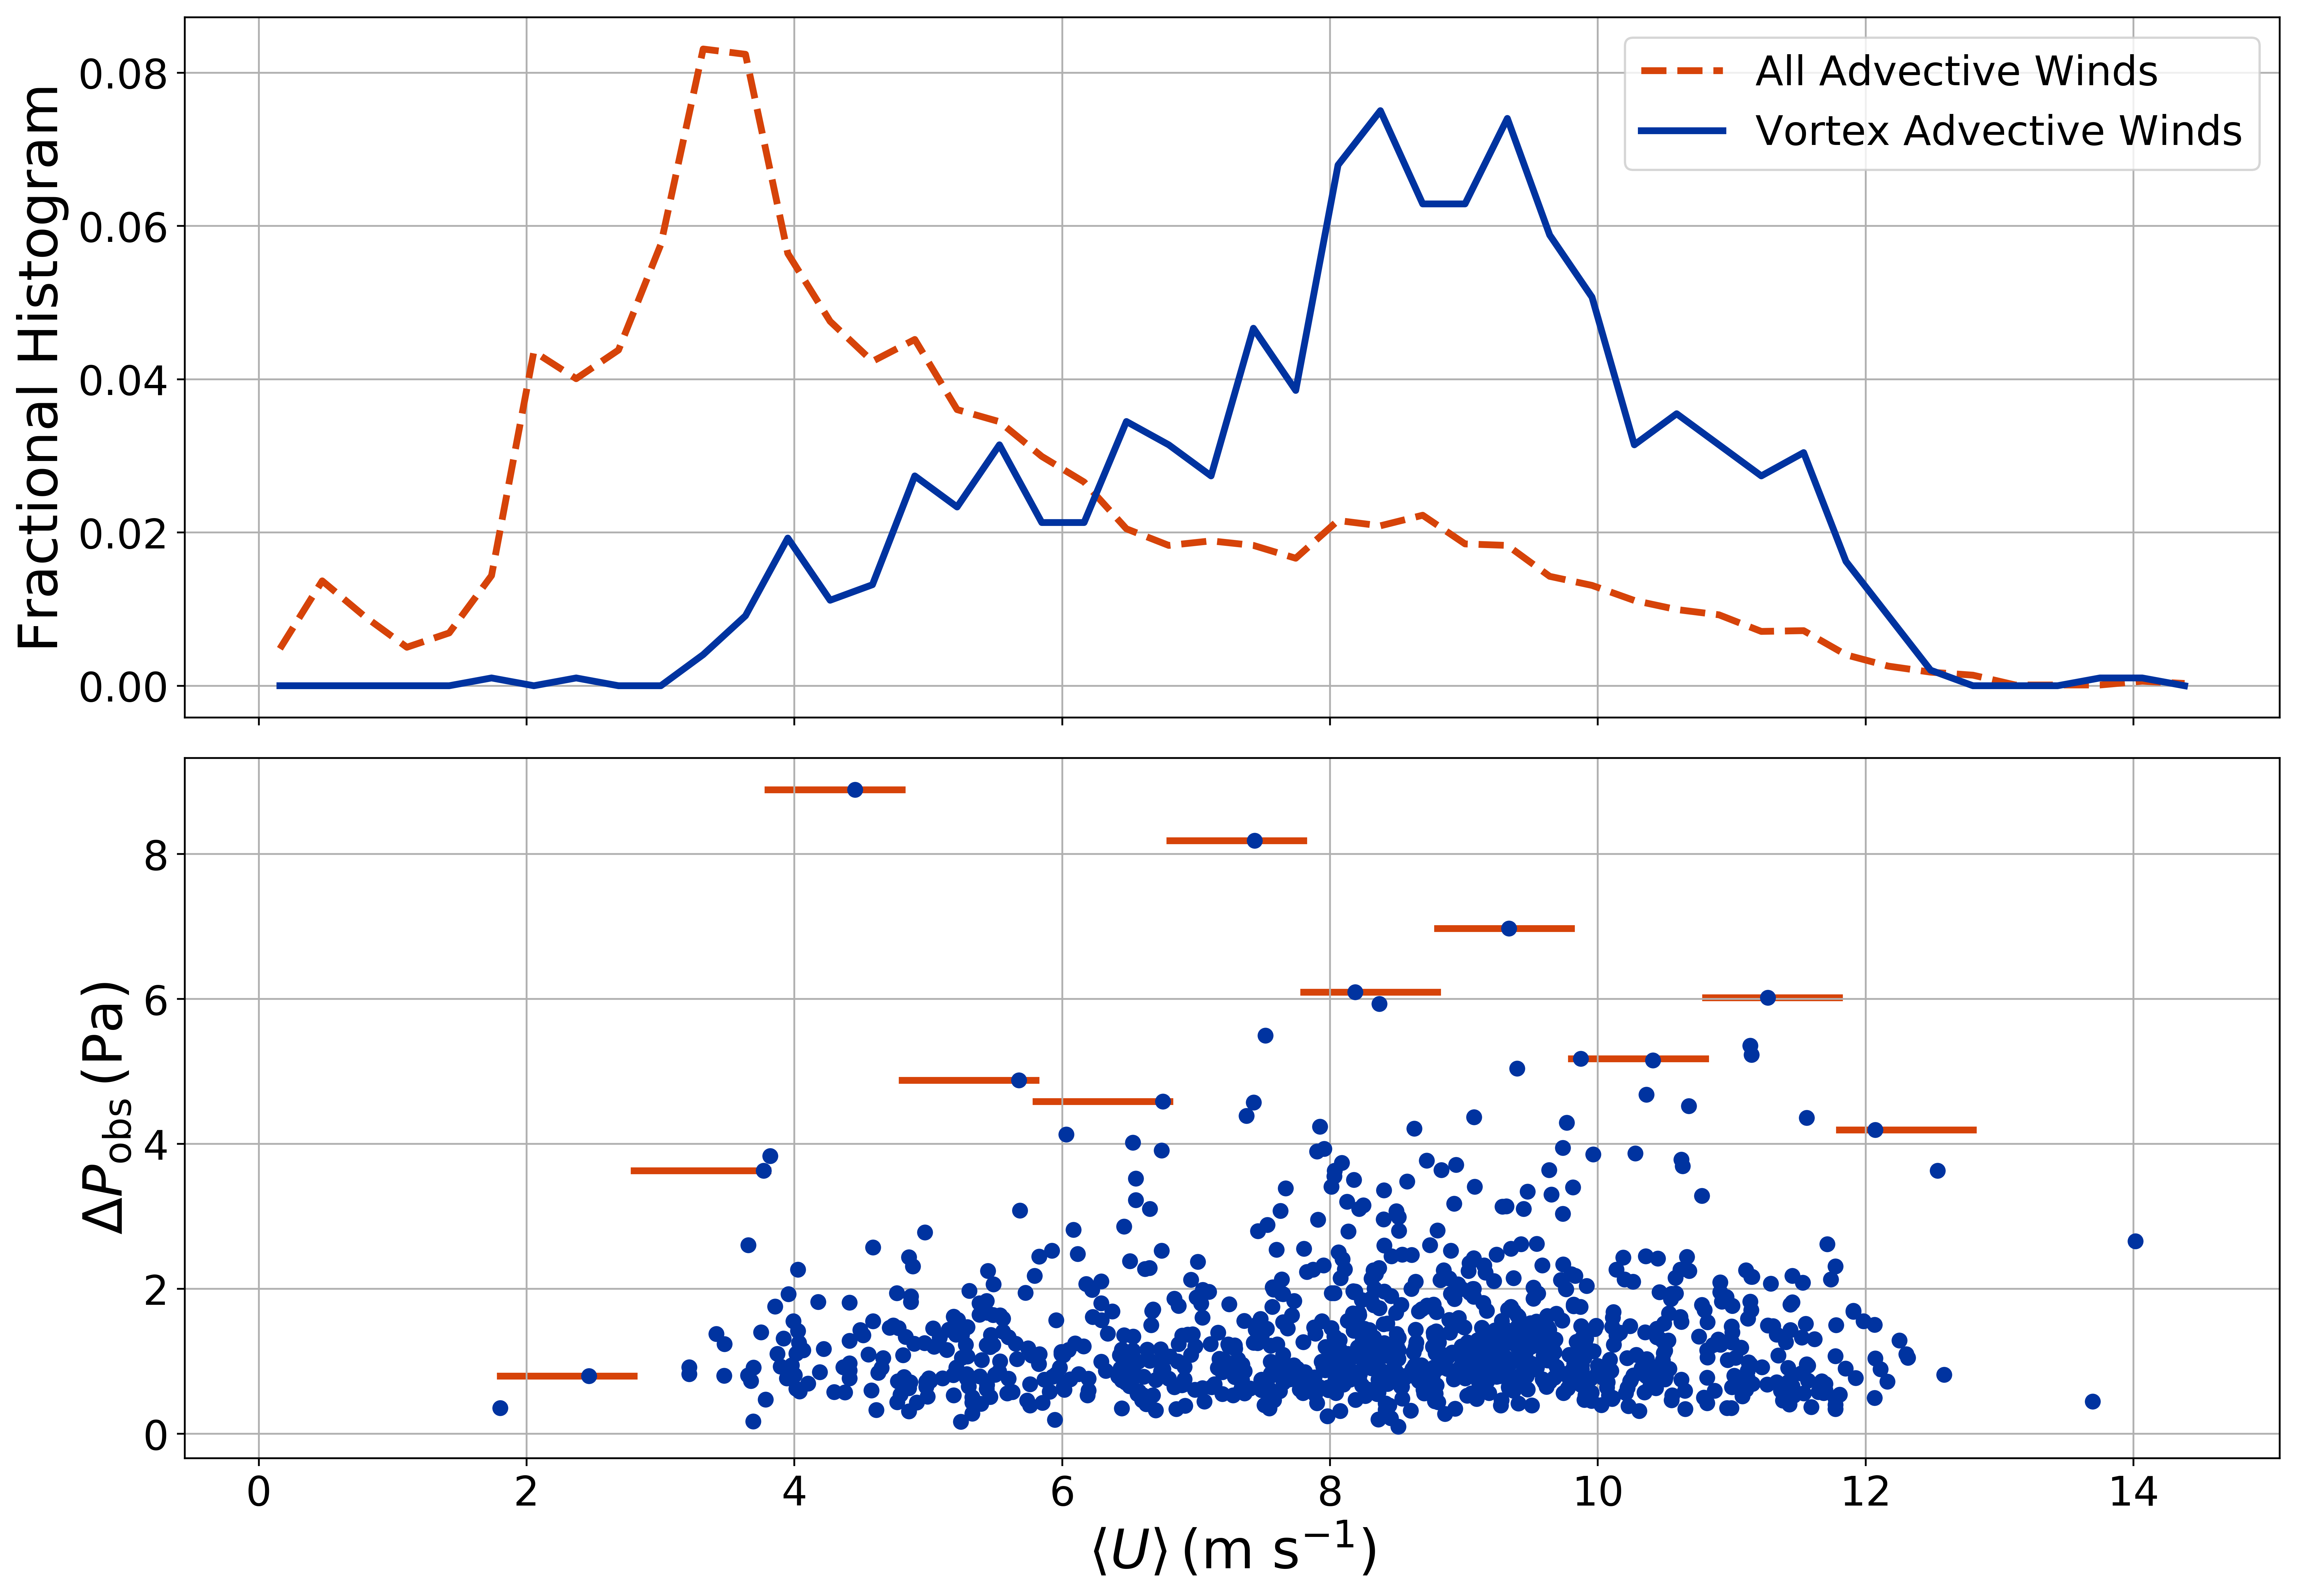 Fractional Histogram
0.08
0.06
0.04
0.02
0.00
All Advective Winds
Vortex Advective Winds
ΔP_obs (Pa)
8
6
4
2
0
0 2 4 6 8 10 12 14
⟨U⟩ (m s⁻¹)